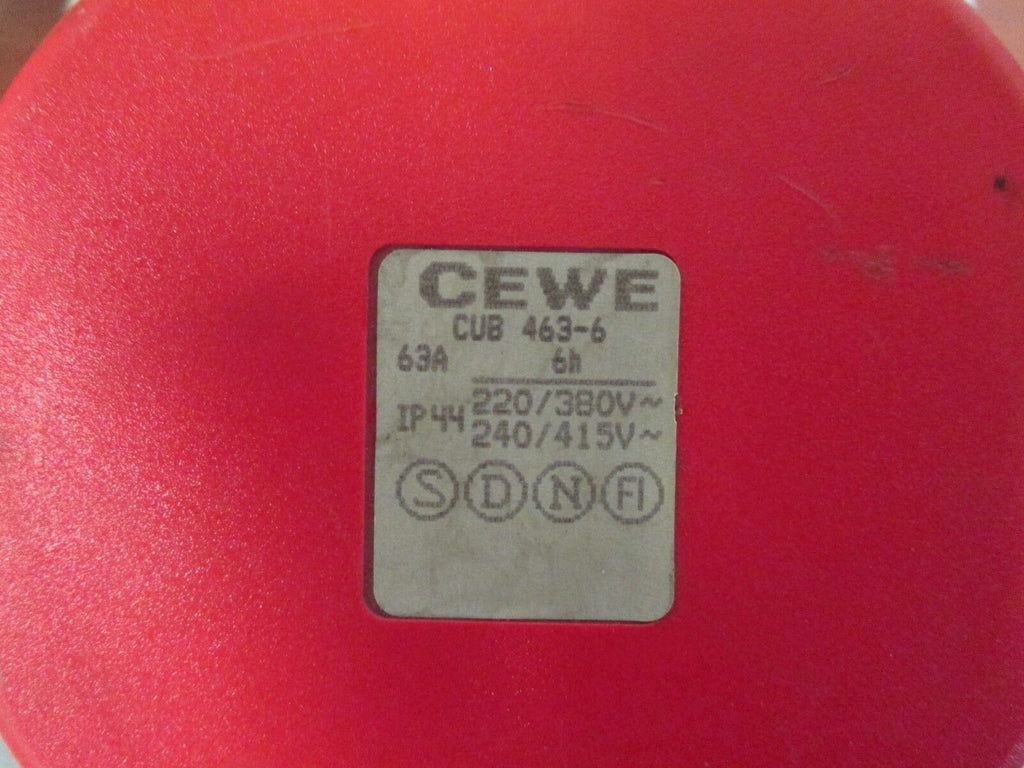 CEWE
CUB 463-6
63A 6h
220/380V~
IP44
240/415V~
S D N FI